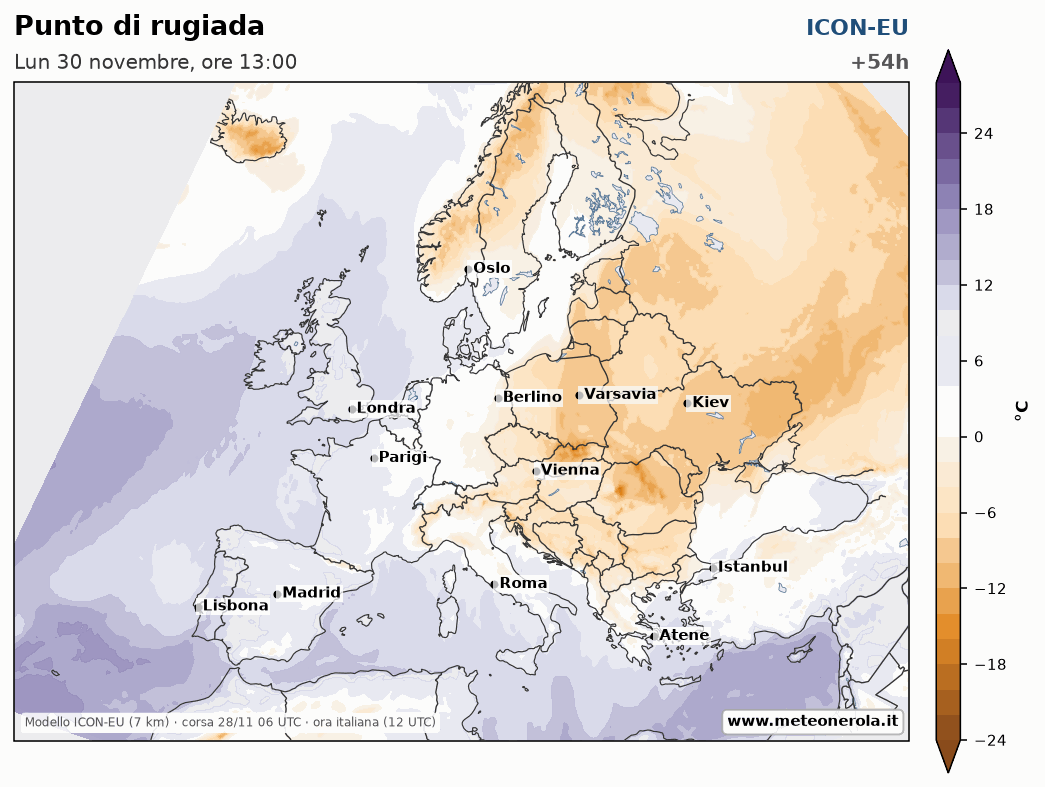 Punto di rugiada
ICON-EU
Lun 30 novembre, ore 13:00
+54h
Oslo
Berlino
Varsavia
Kiev
Londra
Parigi
Vienna
Istanbul
Roma
Madrid
Lisbona
Atene
24
18
12
6
0
−6
−12
−18
−24
°C
Modello ICON-EU (7 km) · corsa 28/11 06 UTC · ora italiana (12 UTC)
www.meteonerola.it